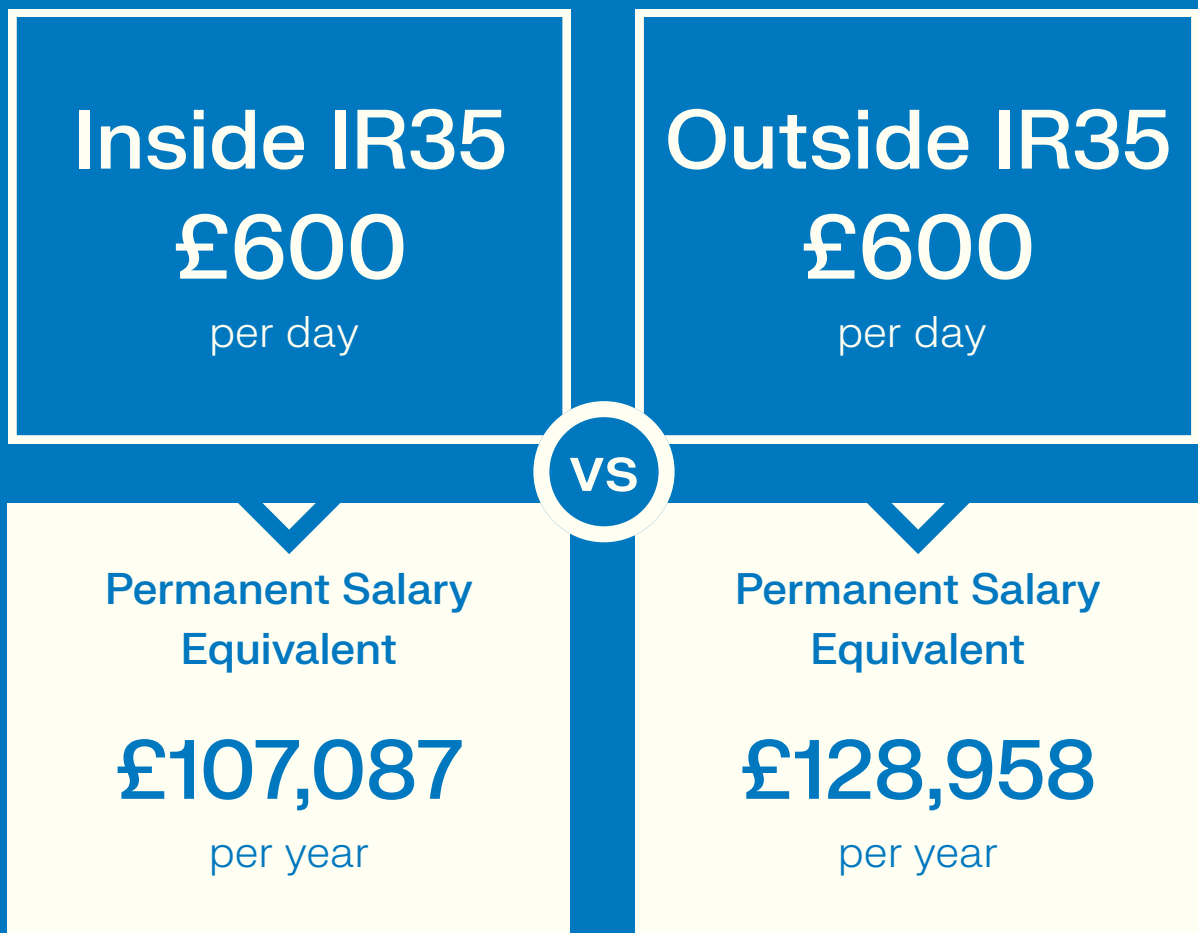 Inside IR35
£600
per day
Outside IR35
£600
per day
VS
Permanent Salary
Equivalent
£107,087
per year
Permanent Salary
Equivalent
£128,958
per year